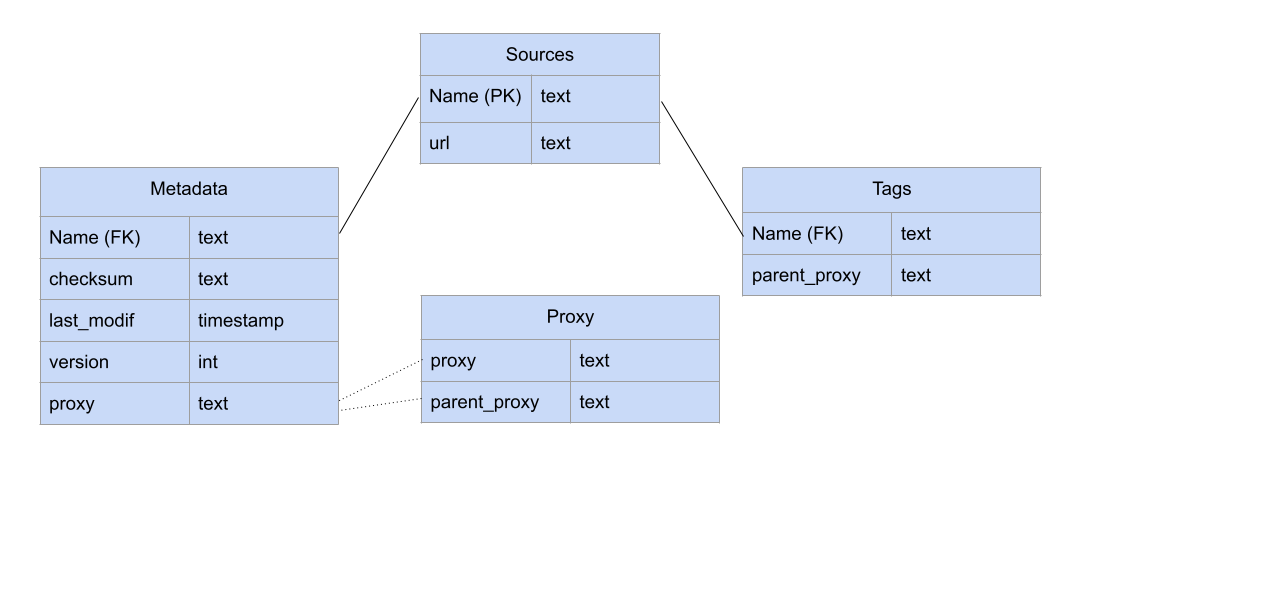 Sources
Name (PK) text
url text
Metadata
Name (FK) text
checksum text
last_modif timestamp
version int
proxy text
Tags
Name (FK) text
parent_proxy text
Proxy
proxy text
parent_proxy text